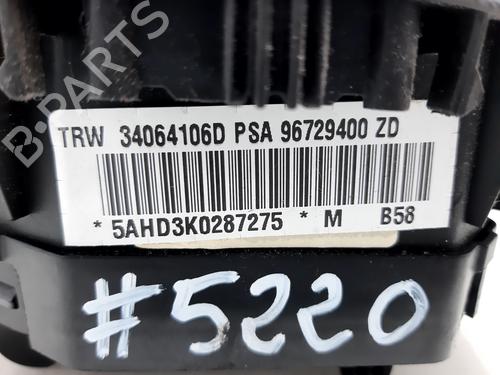 B-PARTS
TRW 34064106D PSA 96729400 ZD
* 5AHD3K0287275 * M B58
#5220